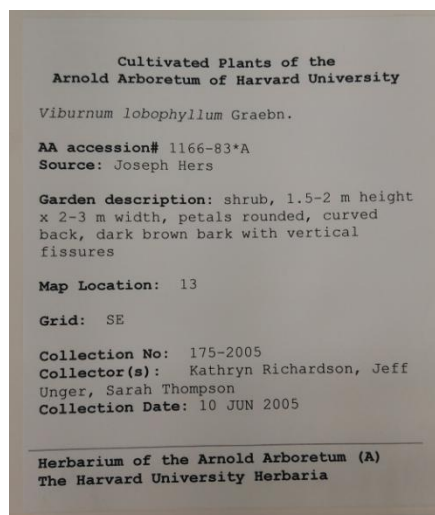 Cultivated Plants of the
Arnold Arboretum of Harvard University
Viburnum lobophyllum Graebn.
AA accession# 1166-83*A
Source: Joseph Hers
Garden description: shrub, 1.5-2 m height
x 2-3 m width, petals rounded, curved
back, dark brown bark with vertical
fissures
Map Location: 13
Grid: SE
Collection No: 175-2005
Collector(s): Kathryn Richardson, Jeff
Unger, Sarah Thompson
Collection Date: 10 JUN 2005
Herbarium of the Arnold Arboretum (A)
The Harvard University Herbaria